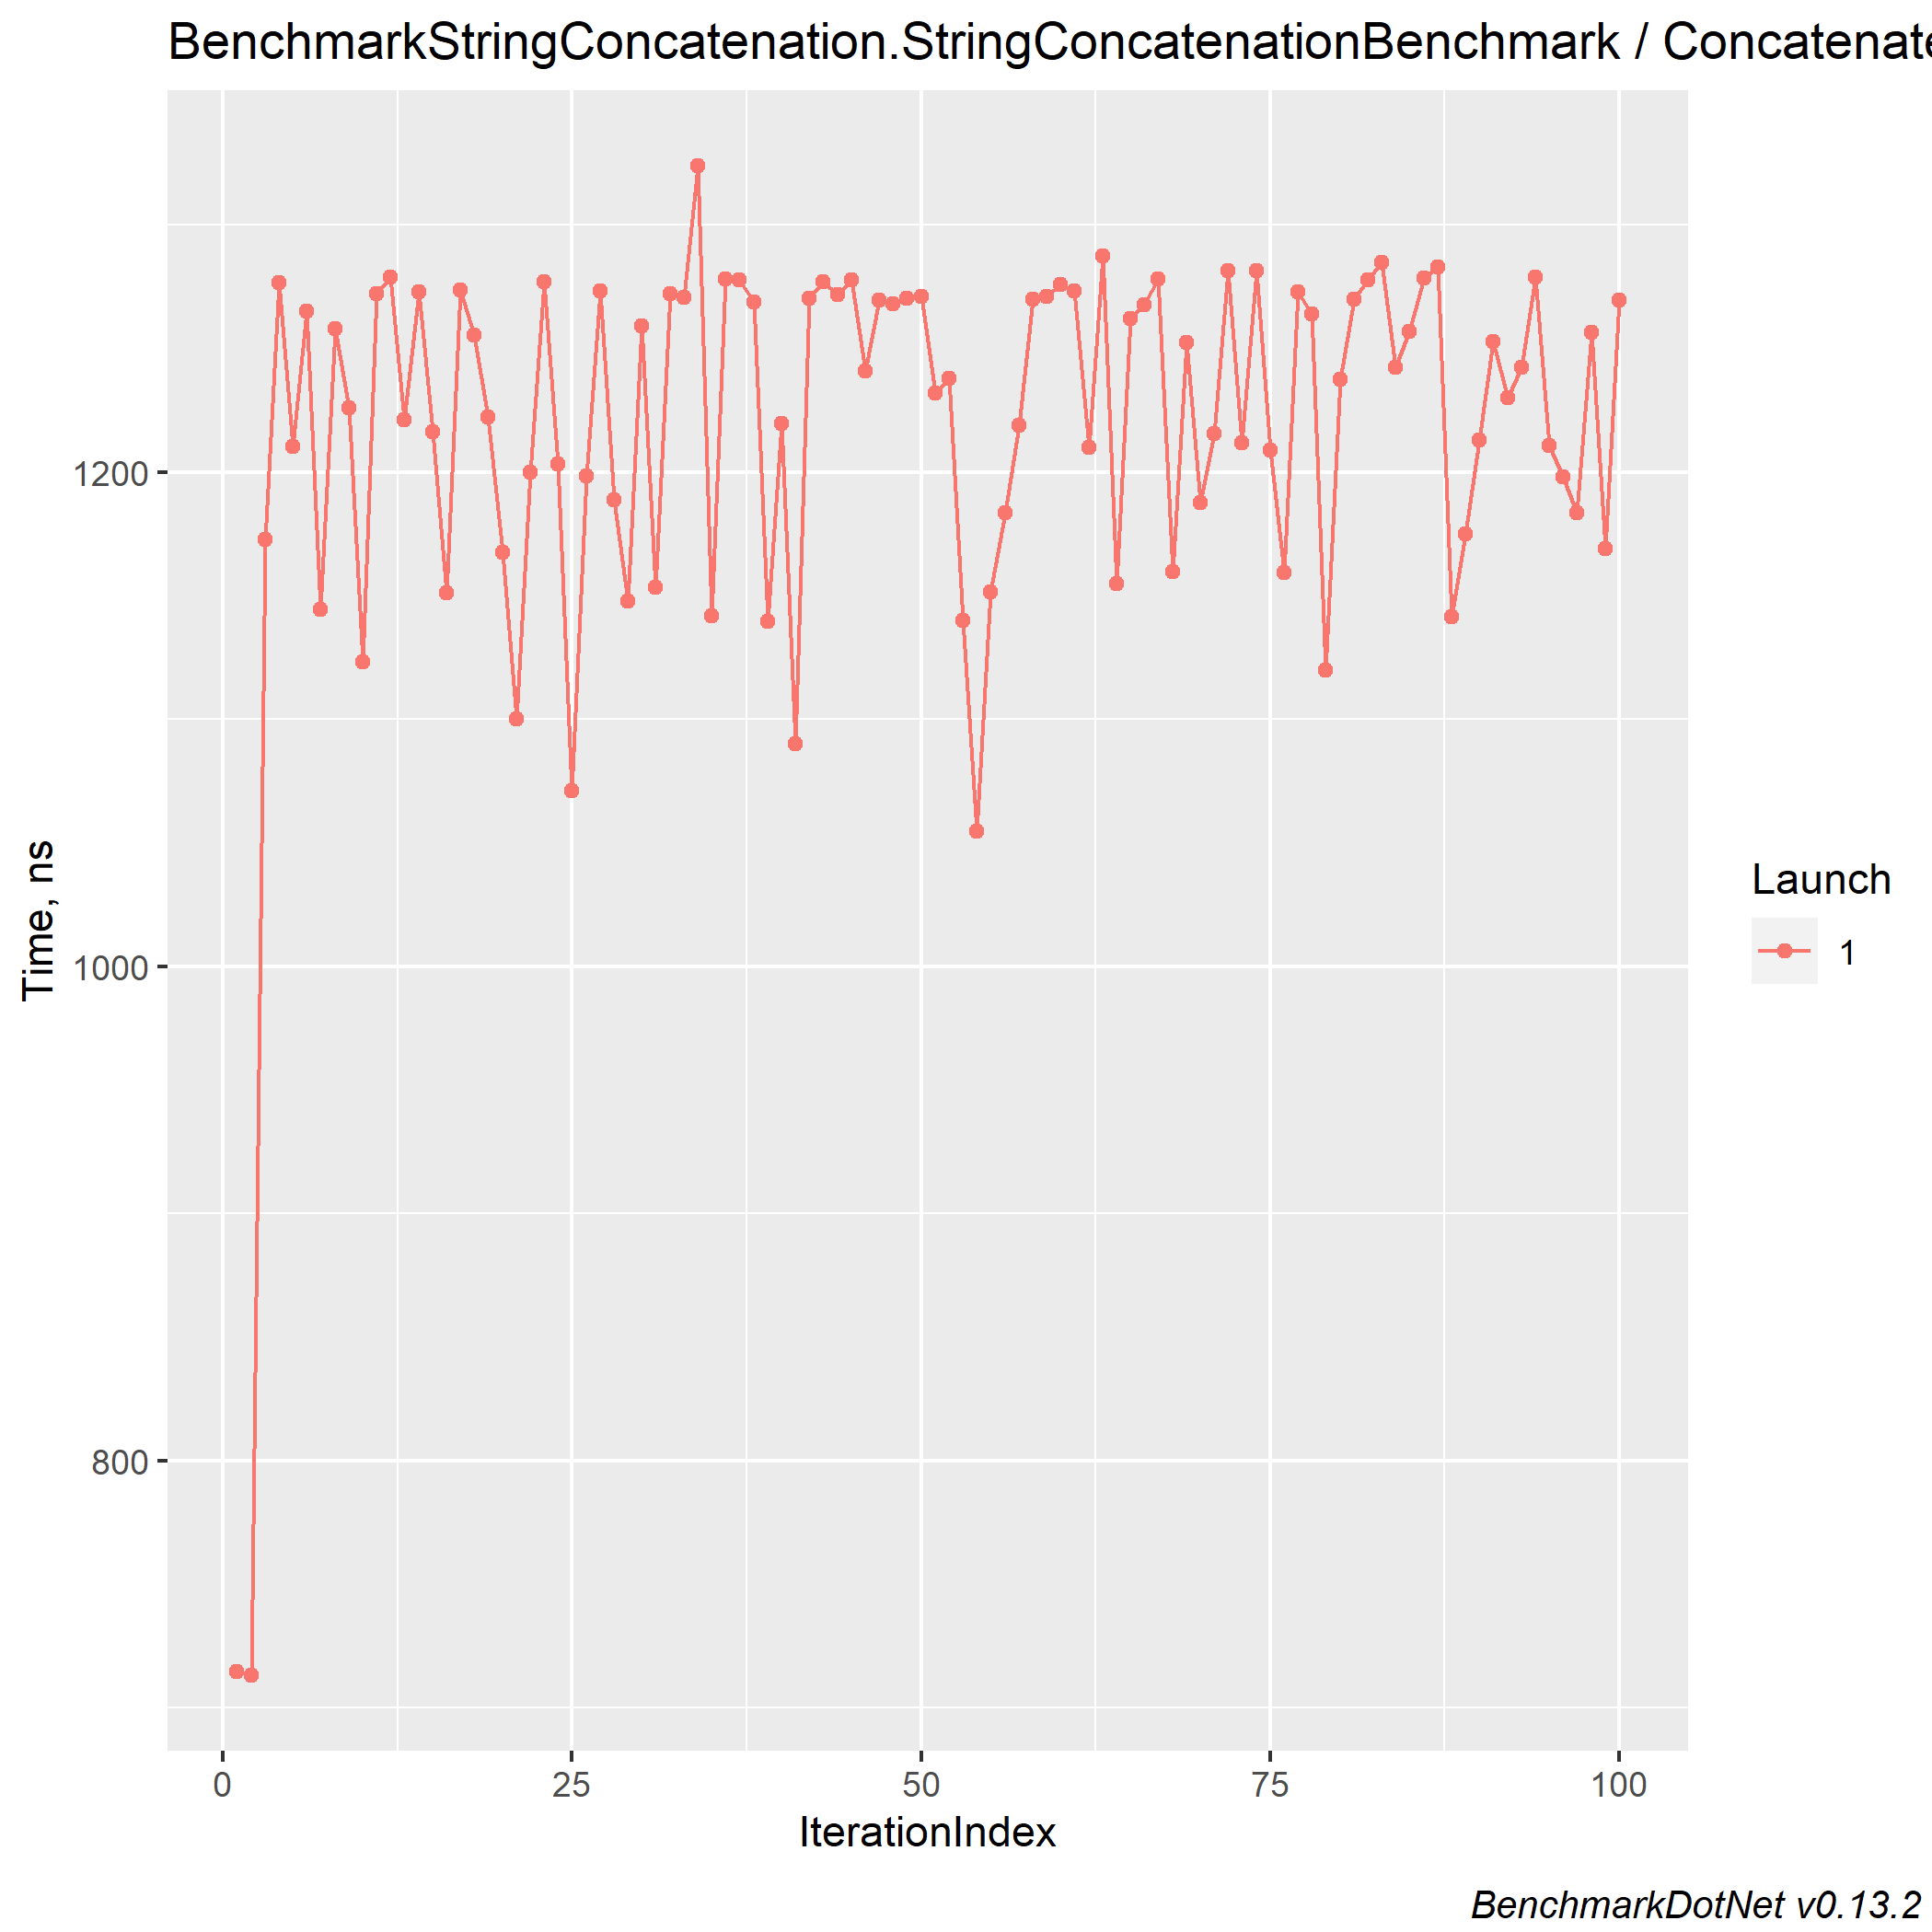 BenchmarkStringConcatenation.StringConcatenationBenchmark / Concatenate
Time, ns
1200
1000
800
0 25 50 75 100
IterationIndex
Launch
1
BenchmarkDotNet v0.13.2